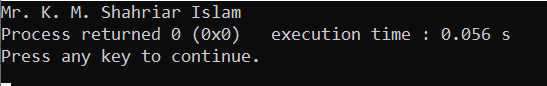 Mr. K. M. Shahriar Islam
Process returned 0 (0x0)   execution time : 0.056 s
Press any key to continue.